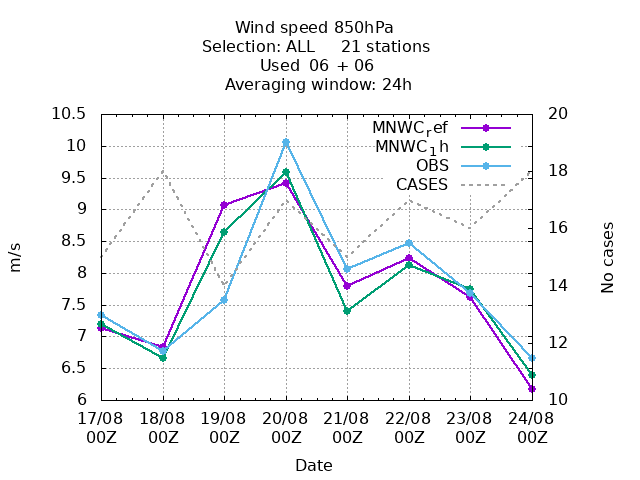 Wind speed 850hPa
Selection: ALL 21 stations
Used 06 + 06
Averaging window: 24h
10.5
10
9.5
9
8.5
8
7.5
7
6.5
6
m/s
20
18
16
14
12
10
No cases
MNWCref
MNWC1h
OBS
CASES
17/08 18/08 19/08 20/08 21/08 22/08 23/08 24/08
00Z 00Z 00Z 00Z 00Z 00Z 00Z 00Z
Date